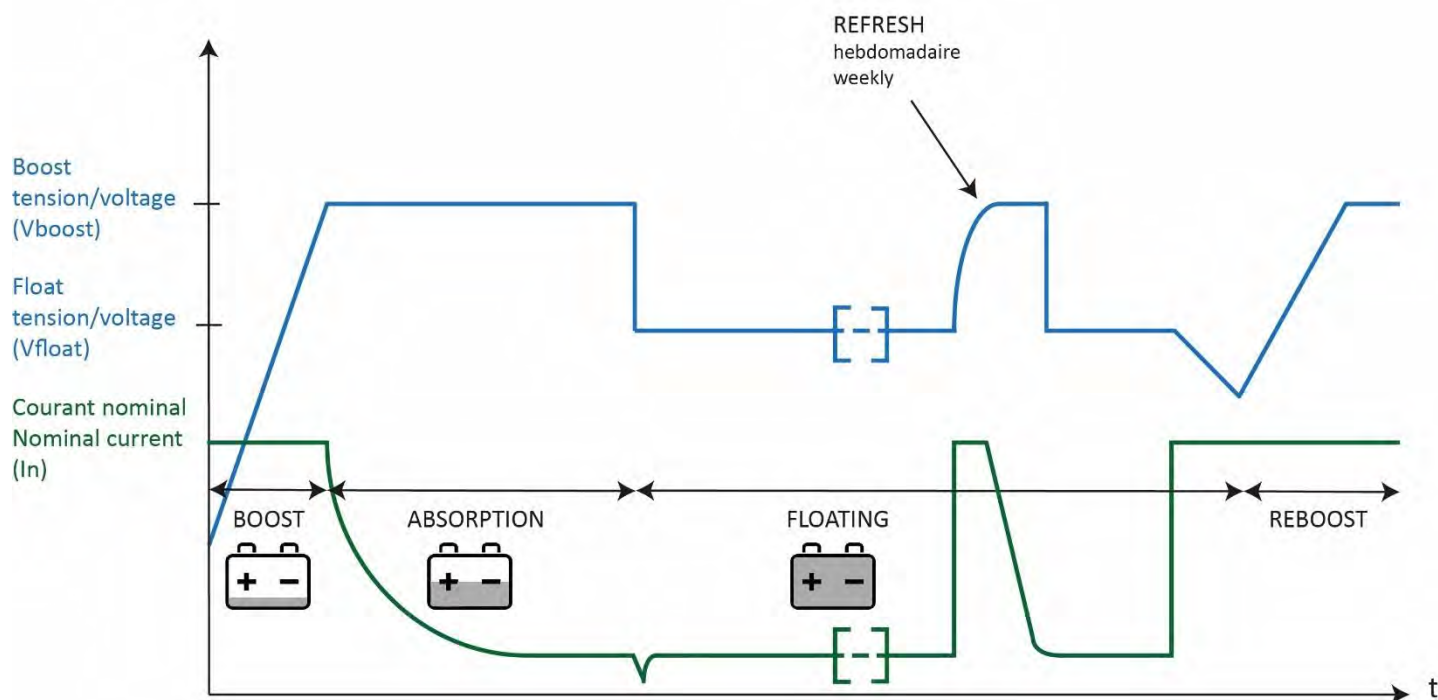 REFRESH
hebdomadaire
weekly
Boost
tension/voltage
(Vboost)
Float
tension/voltage
(Vfloat)
Courant nominal
Nominal current
(In)
BOOST
ABSORPTION
FLOATING
REBOOST
+ −
+ −
+ −
t